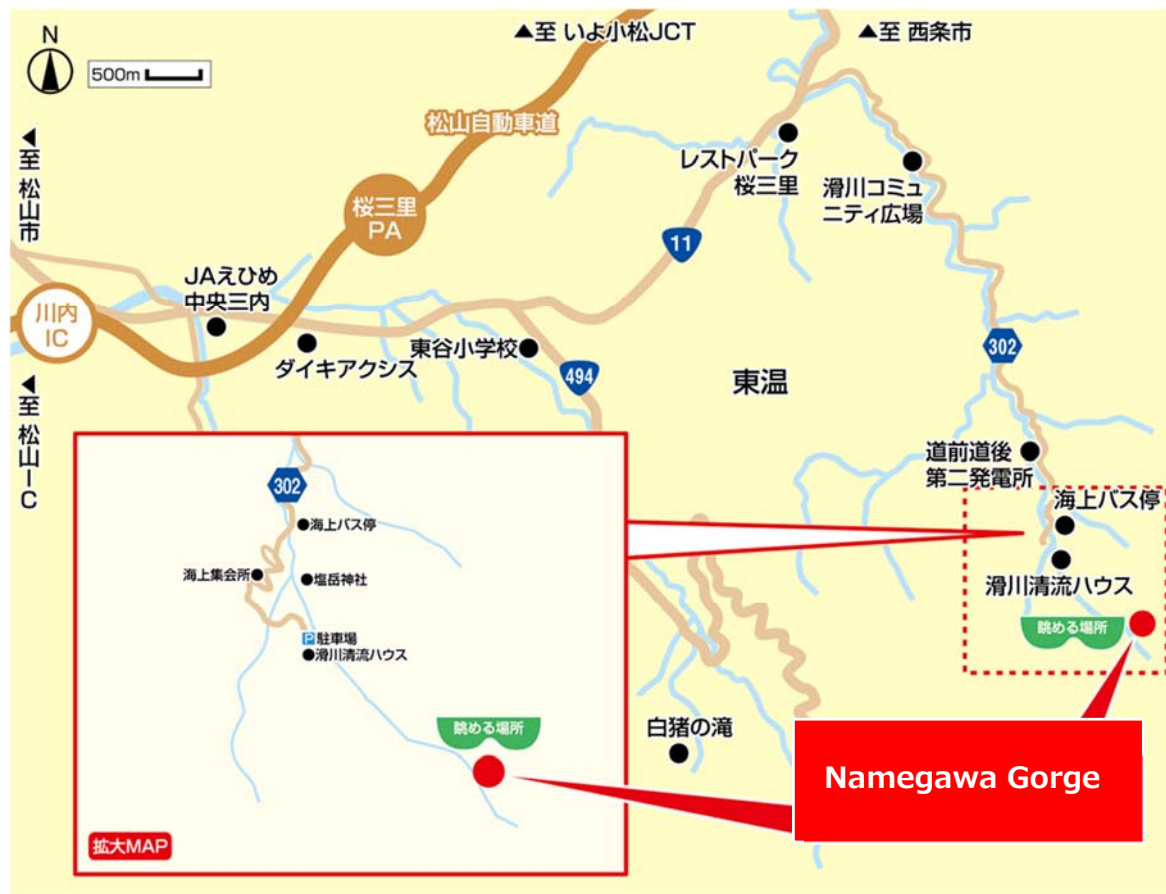 N
500m
▲至 いよ小松JCT
▲至 西条市
松山自動車道
▲至 松山市
桜三里
PA
レストパーク
桜三里
滑川コミュ
ニティ広場
11
JAえひめ
中央三内
川内
IC
ダイキアクシス
東谷小学校
494
302
東温
▲至 松山IC
道前道後
第二発電所
海上バス停
滑川清流ハウス
眺める場所
302
海上バス停
海上集会所
塩岳神社
P 駐車場
滑川清流ハウス
眺める場所
白猪の滝
Namegawa Gorge
拡大MAP